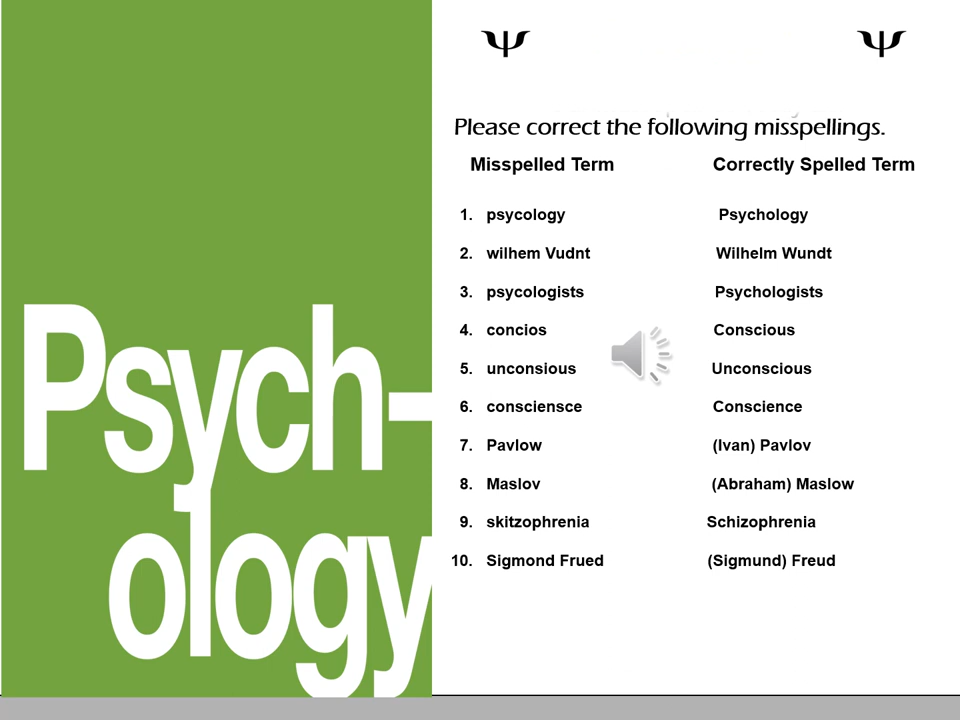 Psych-
ology
Ψ Ψ
Please correct the following misspellings.
Misspelled Term Correctly Spelled Term
1. psycology Psychology
2. wilhem Vudnt Wilhelm Wundt
3. psycologists Psychologists
4. concios Conscious
5. unconsious Unconscious
6. consciensce Conscience
7. Pavlow (Ivan) Pavlov
8. Maslov (Abraham) Maslow
9. skitzophrenia Schizophrenia
10. Sigmond Frued (Sigmund) Freud